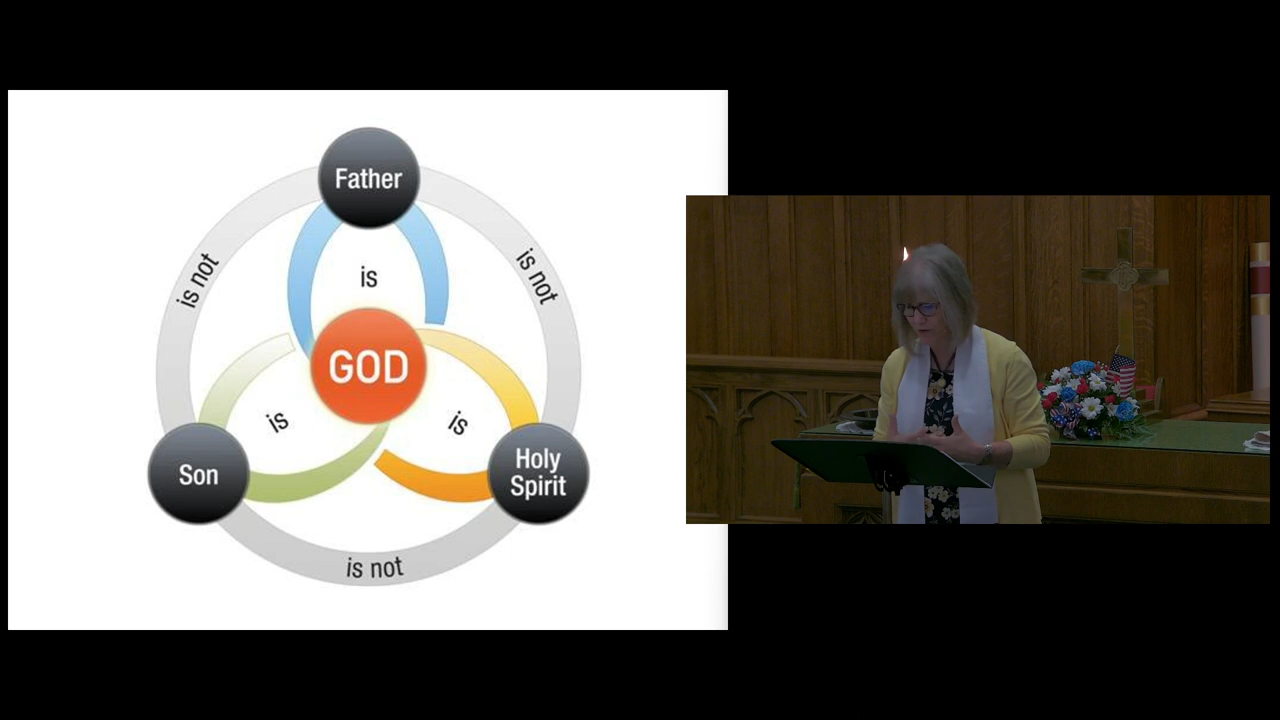 Father
is not
is not
is
GOD
is
is
Son
Holy
Spirit
is not